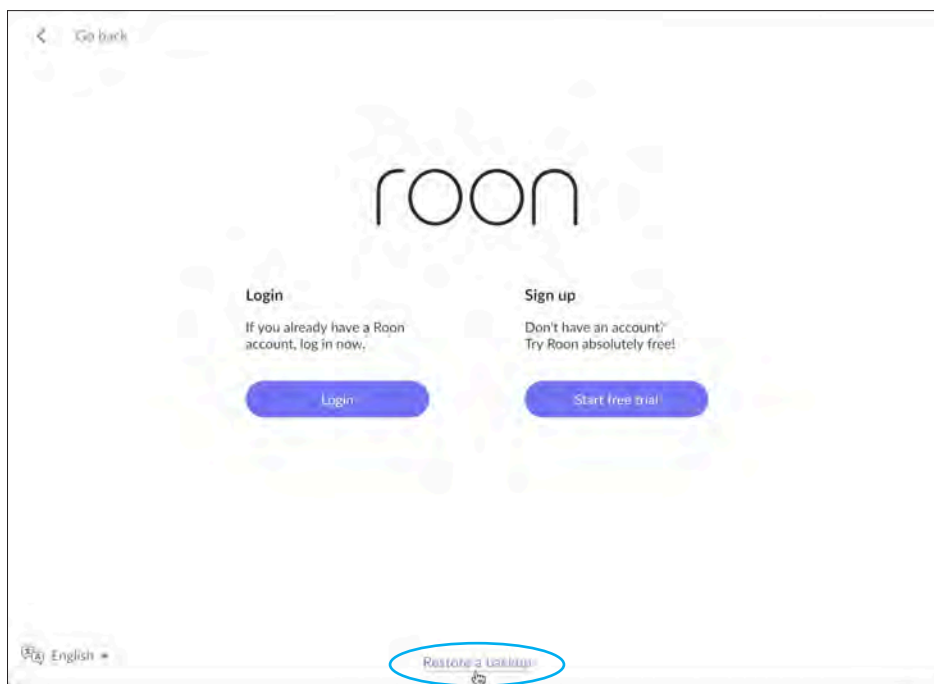 Go back
roon
Login
If you already have a Roon
account, log in now.
Login
Sign up
Don't have an account?
Try Roon absolutely free!
Start free trial
English
Restore a backup